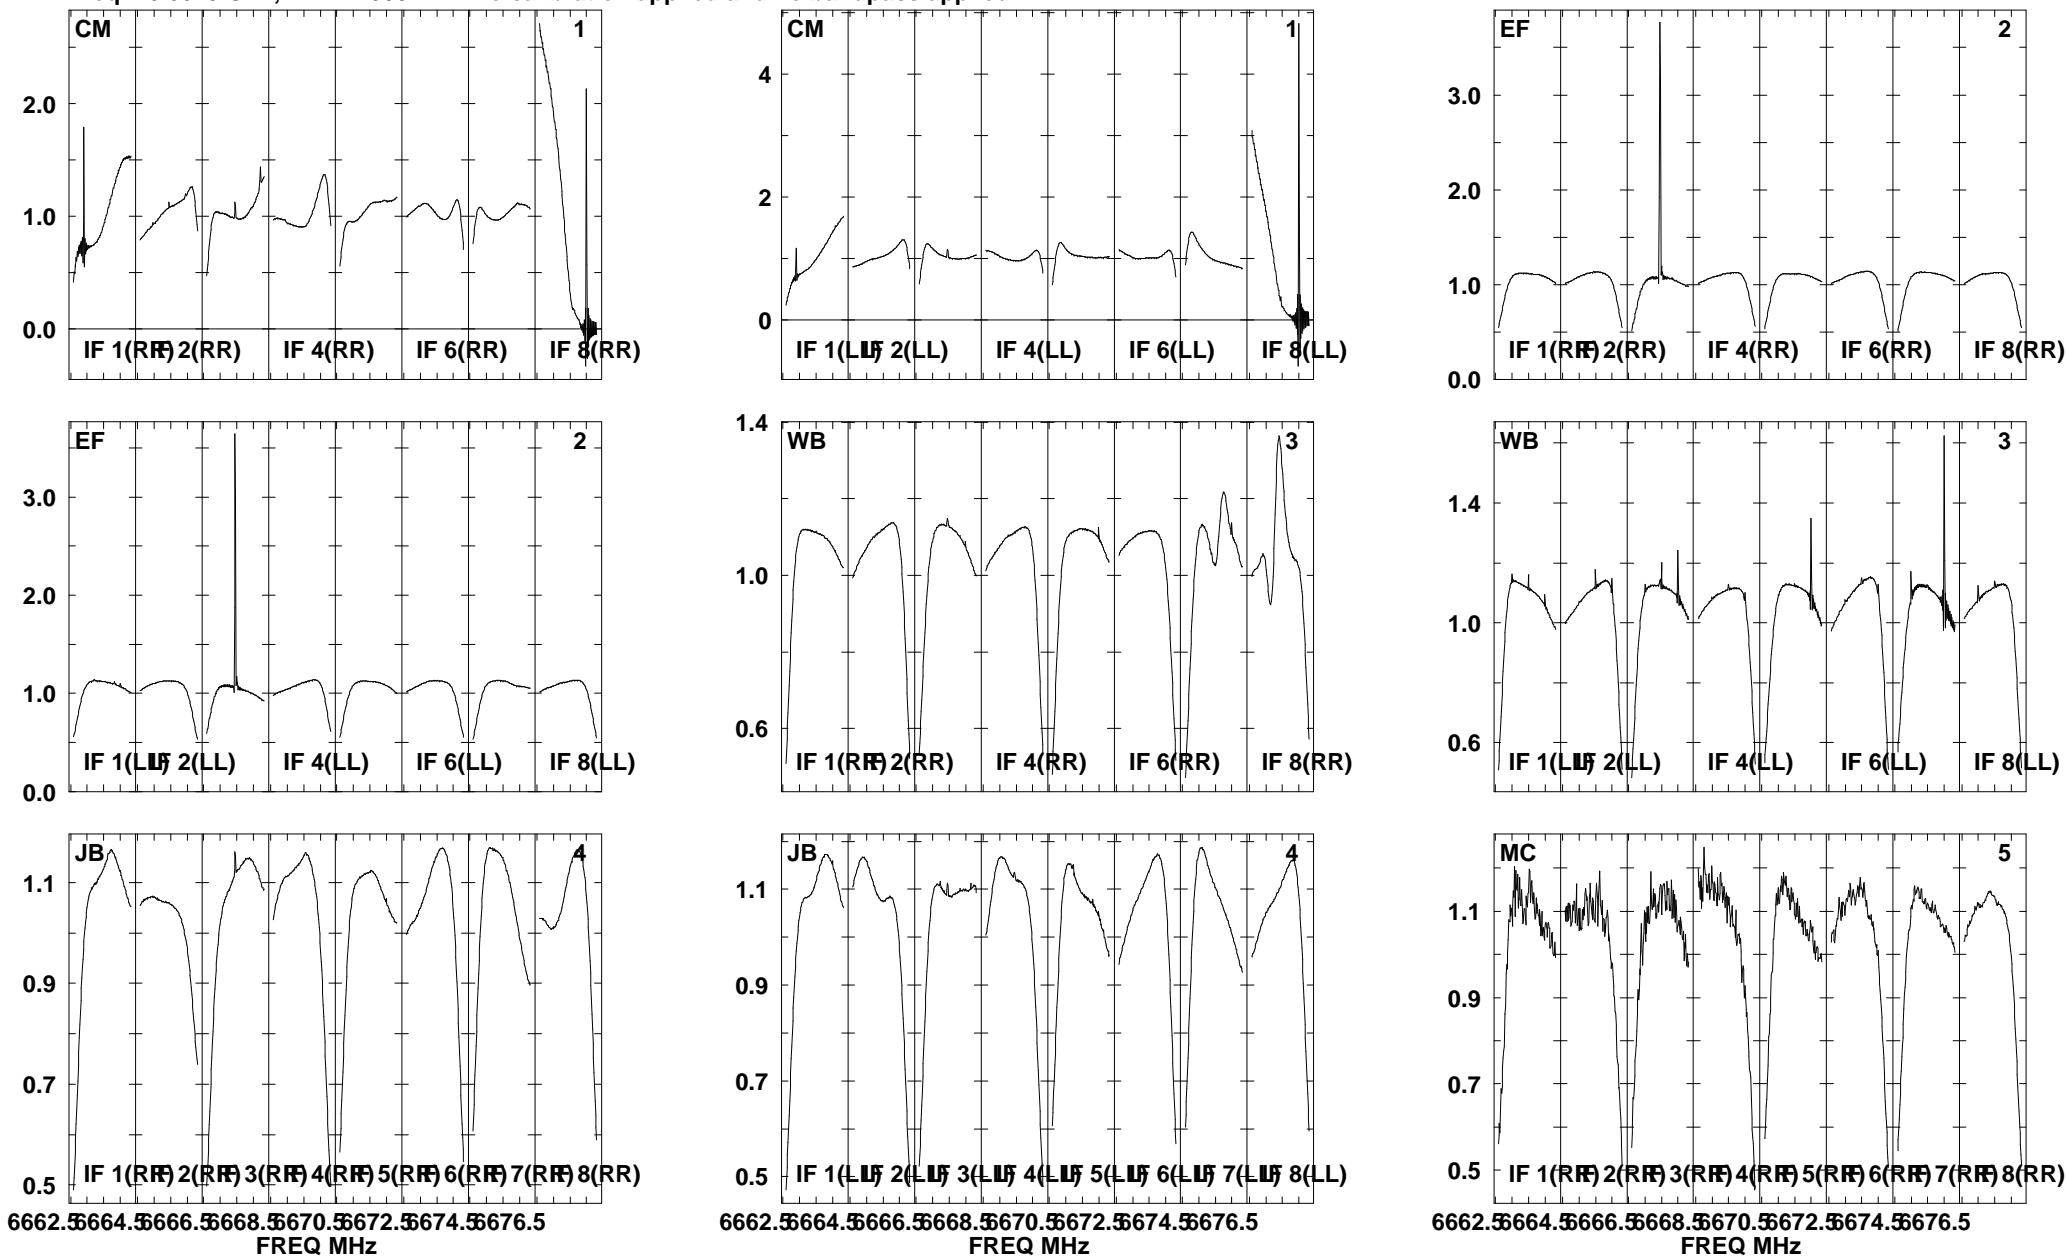 CM 1
2.0
1.0
0.0
IF 1(RR) IF 2(RR) IF 4(RR) IF 6(RR) IF 8(RR)
CM 1
4
2
0
IF 1(LL) IF 2(LL) IF 4(LL) IF 6(LL) IF 8(LL)
EF 2
3.0
2.0
1.0
0.0
IF 1(RR) IF 2(RR) IF 4(RR) IF 6(RR) IF 8(RR)
EF 2
3.0
2.0
1.0
0.0
IF 1(LL) IF 2(LL) IF 4(LL) IF 6(LL) IF 8(LL)
WB 3
1.4
1.0
0.6
IF 1(RR) IF 2(RR) IF 4(RR) IF 6(RR) IF 8(RR)
WB 3
1.4
1.0
0.6
IF 1(LL) IF 2(LL) IF 4(LL) IF 6(LL) IF 8(LL)
JB 4
1.1
0.9
0.7
0.5
IF 1(RR) IF 2(RR) IF 3(RR) IF 4(RR) IF 5(RR) IF 6(RR) IF 7(RR) IF 8(RR)
6662.5 6664.5 6666.5 6668.5 6670.5 6672.5 6674.5 6676.5
FREQ MHz
JB 4
1.1
0.9
0.7
0.5
IF 1(LL) IF 2(LL) IF 3(LL) IF 4(LL) IF 5(LL) IF 6(LL) IF 7(LL) IF 8(LL)
6662.5 6664.5 6666.5 6668.5 6670.5 6672.5 6674.5 6676.5
FREQ MHz
MC 5
1.1
0.9
0.7
0.5
IF 1(RR) IF 2(RR) IF 3(RR) IF 4(RR) IF 5(RR) IF 6(RR) IF 7(RR) IF 8(RR)
6662.5 6664.5 6666.5 6668.5 6670.5 6672.5 6674.5 6676.5
FREQ MHz